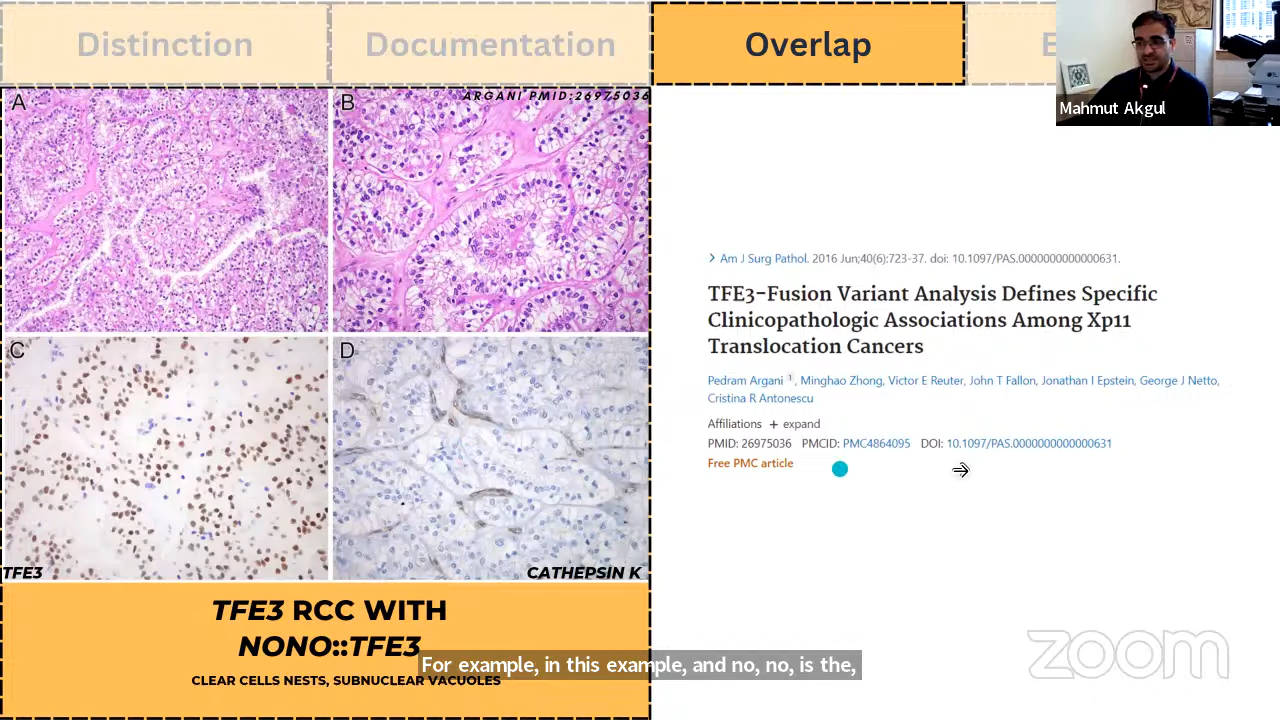 Distinction
Documentation
Overlap
E
Mahmut Akgul
A
B
ARGANI PMID:26975036
> Am J Surg Pathol. 2016 Jun;40(6):723-37. doi: 10.1097/PAS.0000000000000631.
TFE3-Fusion Variant Analysis Defines Specific
Clinicopathologic Associations Among Xp11
Translocation Cancers
Pedram Argani 1, Minghao Zhong, Victor E Reuter, John T Fallon, Jonathan I Epstein, George J Netto,
Cristina R Antonescu
Affiliations + expand
PMID: 26975036 PMCID: PMC4864095 DOI: 10.1097/PAS.0000000000000631
Free PMC article
C
D
TFE3
CATHEPSIN K
TFE3 RCC WITH
NONO::TFE3
For example, in this example, and no, no, is the,
CLEAR CELLS NESTS, SUBNUCLEAR VACUOLES
zoom